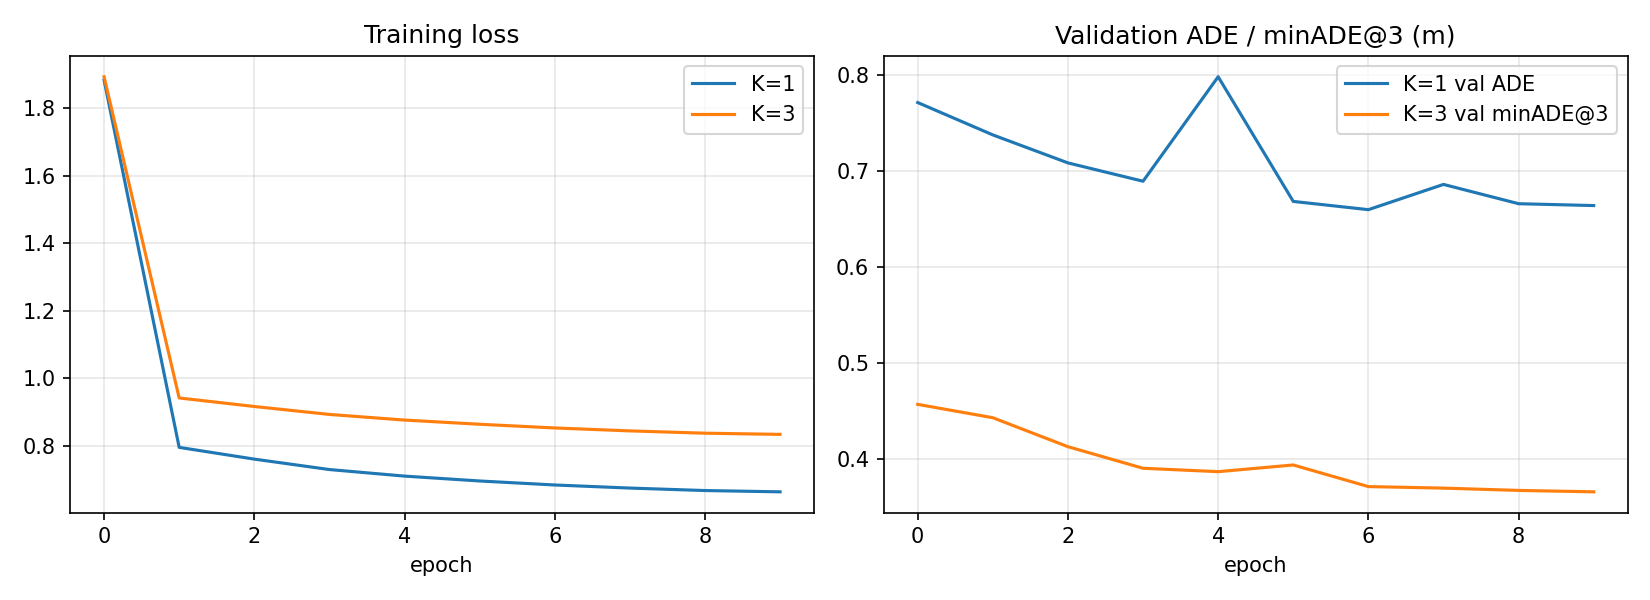 Training loss
K=1
K=3
1.8
1.6
1.4
1.2
1.0
0.8
0 2 4 6 8
epoch
Validation ADE / minADE@3 (m)
K=1 val ADE
K=3 val minADE@3
0.8
0.7
0.6
0.5
0.4
0 2 4 6 8
epoch